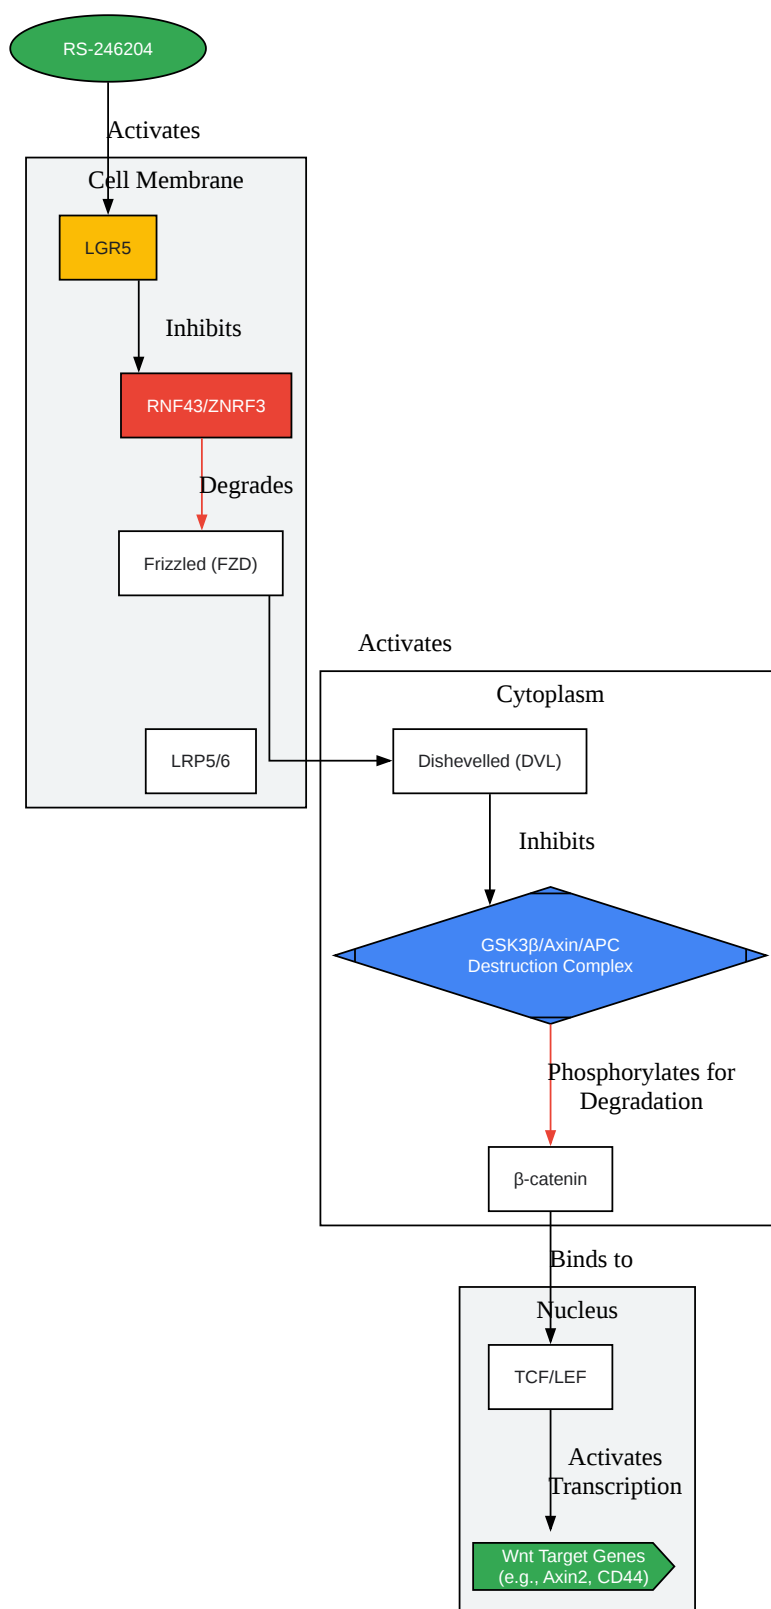 RS-246204
Activates
Cell Membrane
LGR5
Inhibits
RNF43/ZNRF3
Degrades
Frizzled (FZD)
Activates
Cytoplasm
LRP5/6
Dishevelled (DVL)
Inhibits
GSK3β/Axin/APC
Destruction Complex
Phosphorylates for
Degradation
β-catenin
Binds to
Nucleus
TCF/LEF
Activates
Transcription
Wnt Target Genes
(e.g., Axin2, CD44)